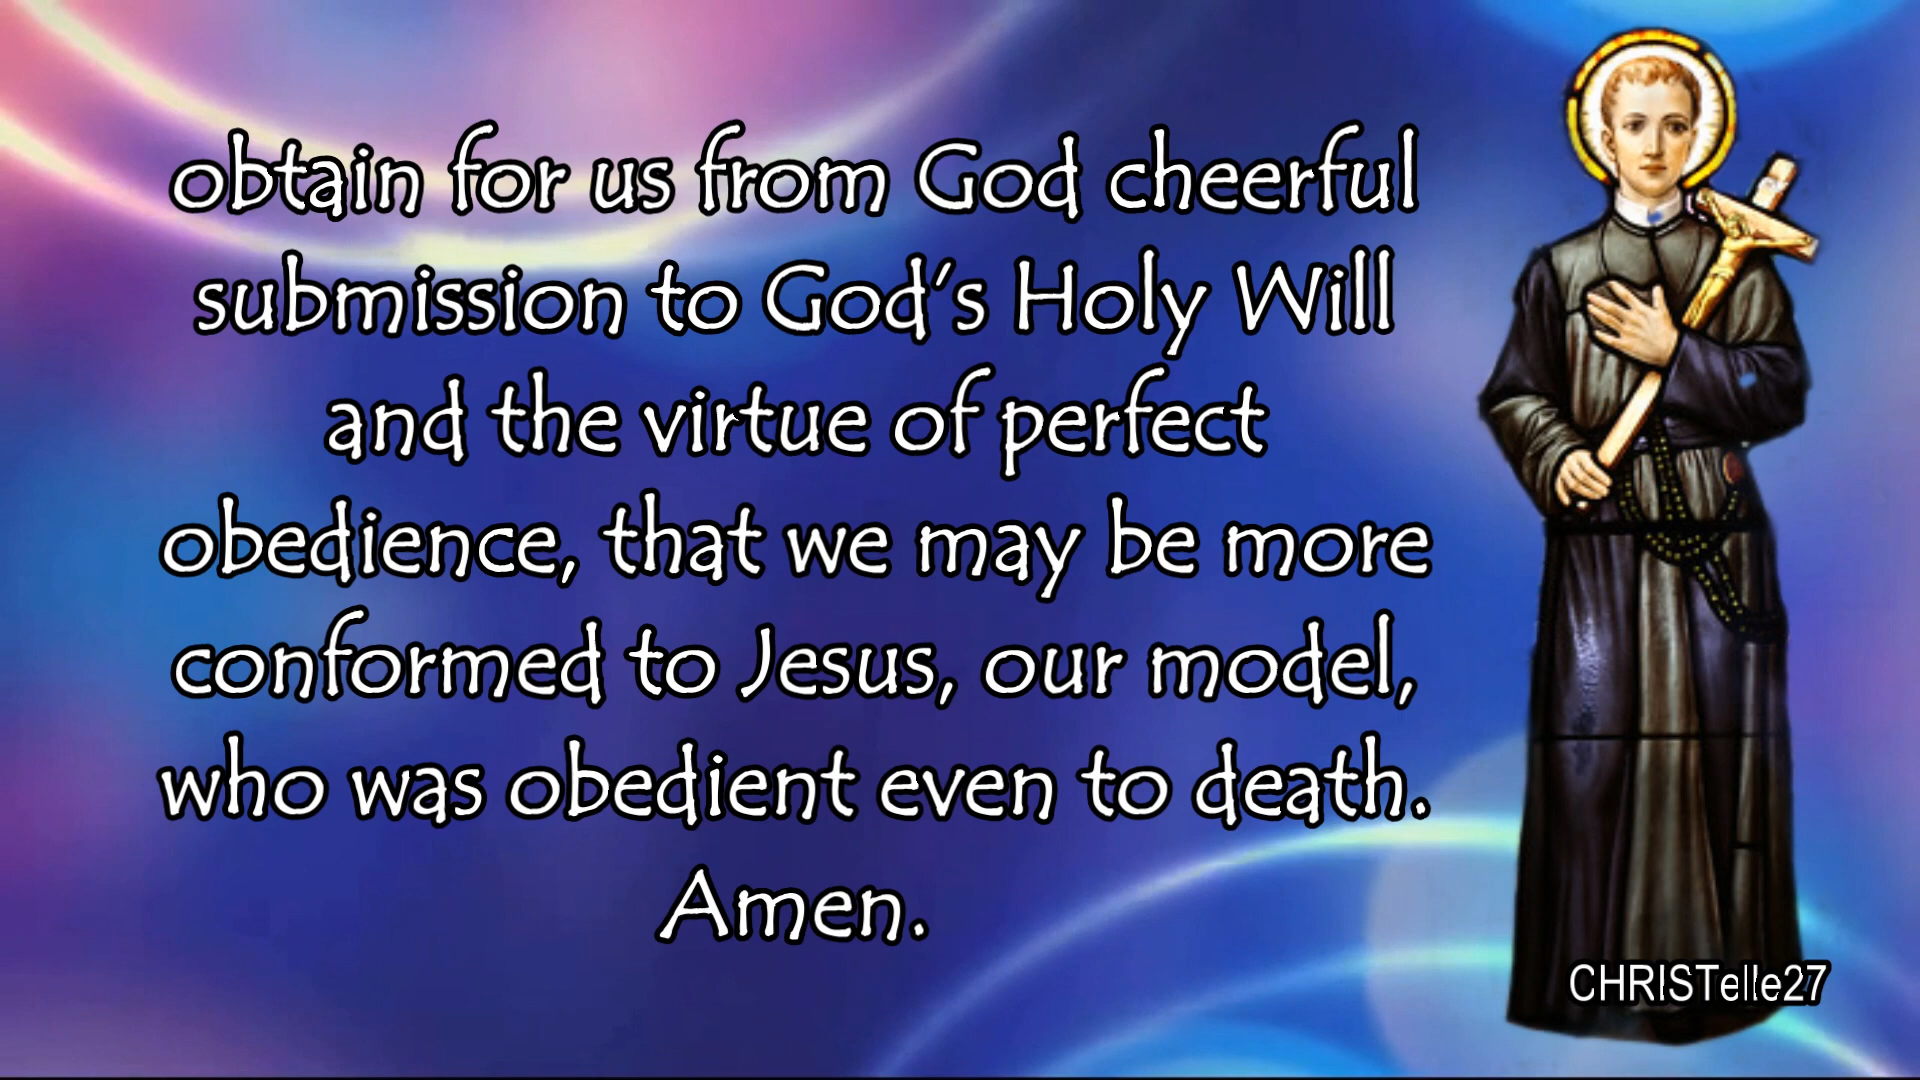 obtain for us from God cheerful
submission to God’s Holy Will
and the virtue of perfect
obedience, that we may be more
conformed to Jesus, our model,
who was obedient even to death.
Amen.
CHRISTelle27